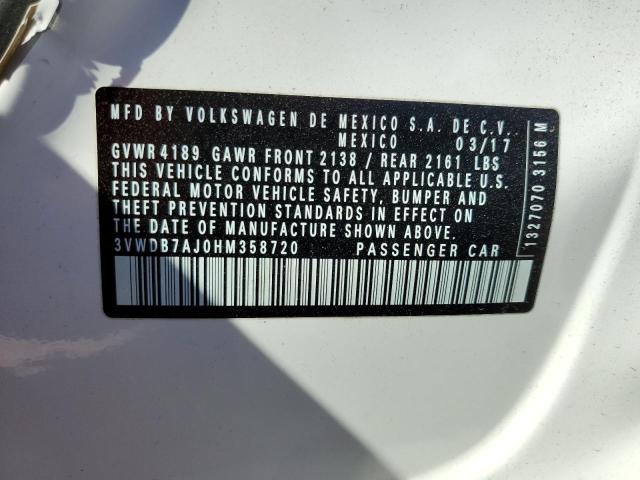 MFD BY VOLKSWAGEN DE MEXICO S.A. DE C.V.
MEXICO 03/17
GVWR 4189 GAWR FRONT 2138 / REAR 2161 LBS
THIS VEHICLE CONFORMS TO ALL APPLICABLE U.S.
FEDERAL MOTOR VEHICLE SAFETY, BUMPER AND
THEFT PREVENTION STANDARDS IN EFFECT ON
THE DATE OF MANUFACTURE SHOWN ABOVE.
3VWDB7AJ0HM358720 PASSENGER CAR
1327070 3156 M